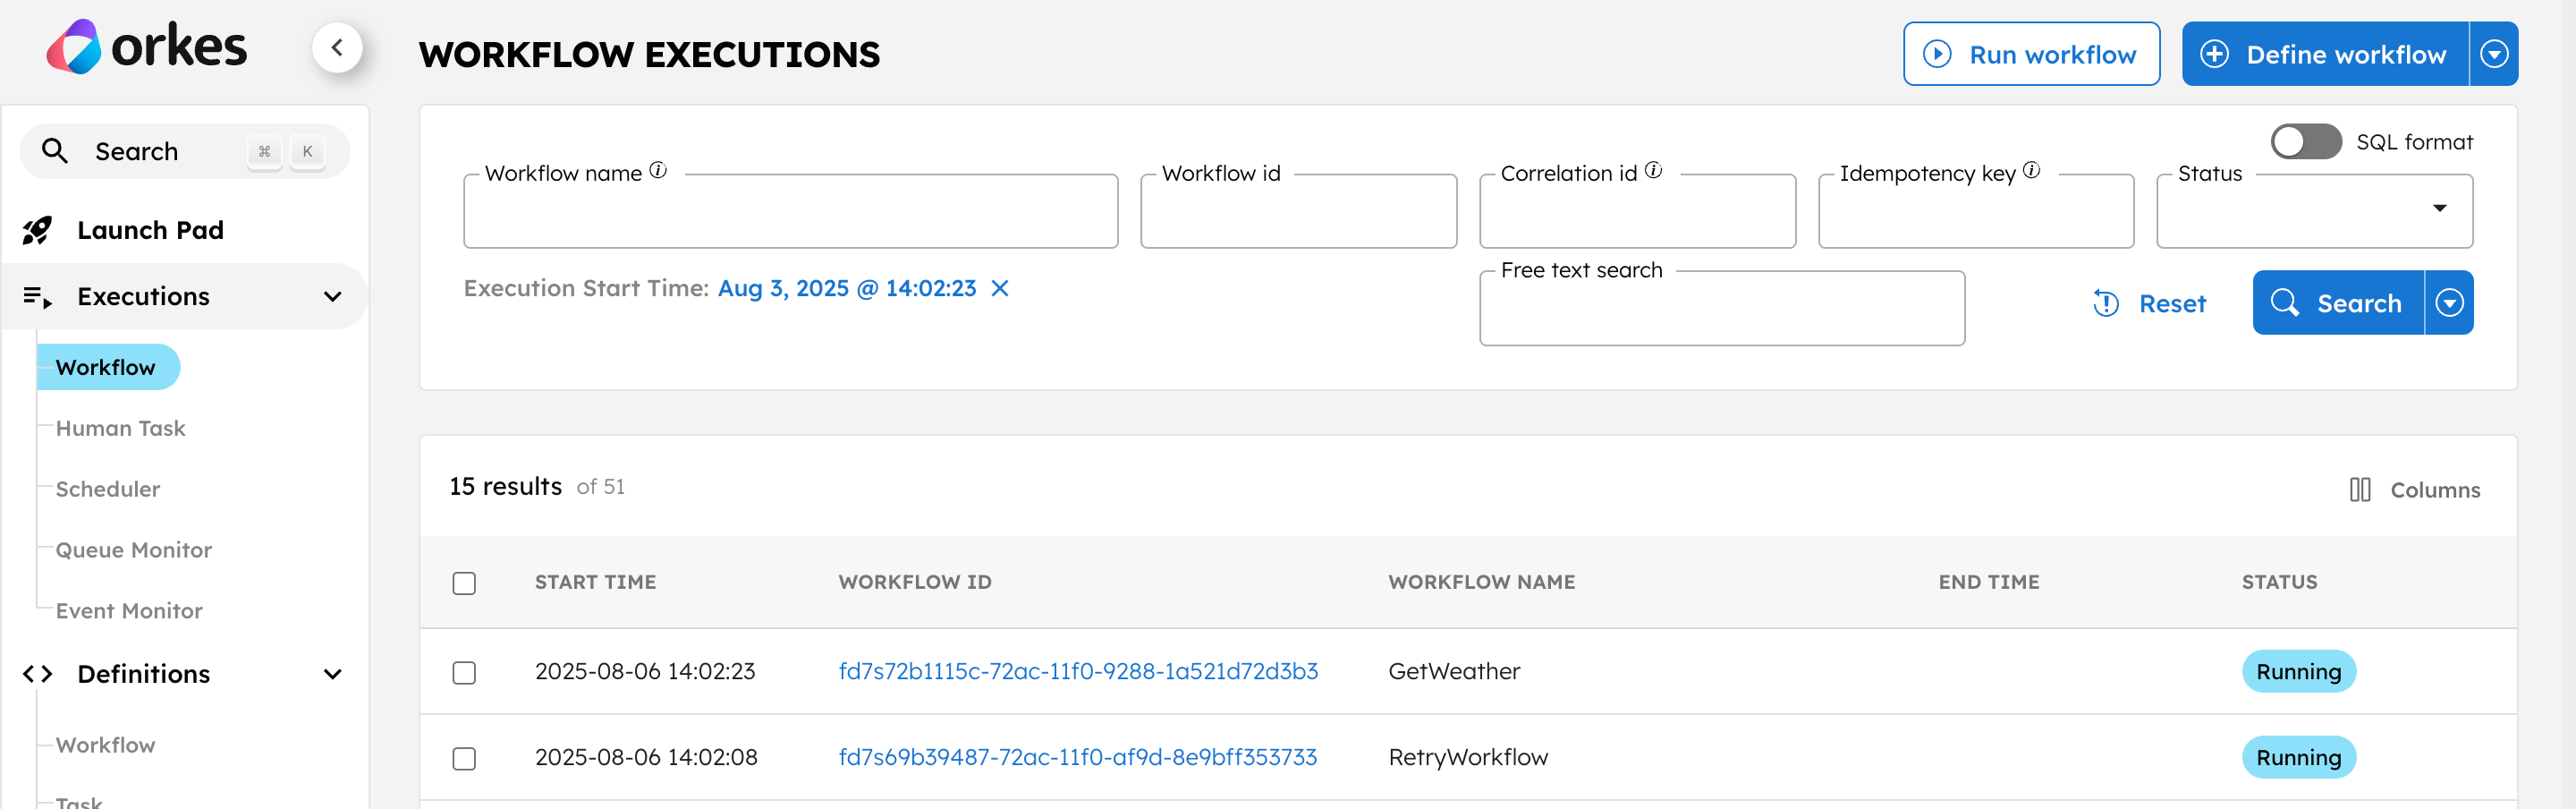 orkes
WORKFLOW EXECUTIONS
Run workflow
Define workflow
Search ⌘ K
Launch Pad
Executions
Workflow
Human Task
Scheduler
Queue Monitor
Event Monitor
Definitions
Workflow
Task
SQL format
Workflow name
Workflow id
Correlation id
Idempotency key
Status
Execution Start Time: Aug 3, 2025 @ 14:02:23
Free text search
Reset
Search
15 results of 51
Columns
START TIME WORKFLOW ID WORKFLOW NAME END TIME STATUS
2025-08-06 14:02:23 fd7s72b1115c-72ac-11f0-9288-1a521d72d3b3 GetWeather Running
2025-08-06 14:02:08 fd7s69b39487-72ac-11f0-af9d-8e9bff353733 RetryWorkflow Running